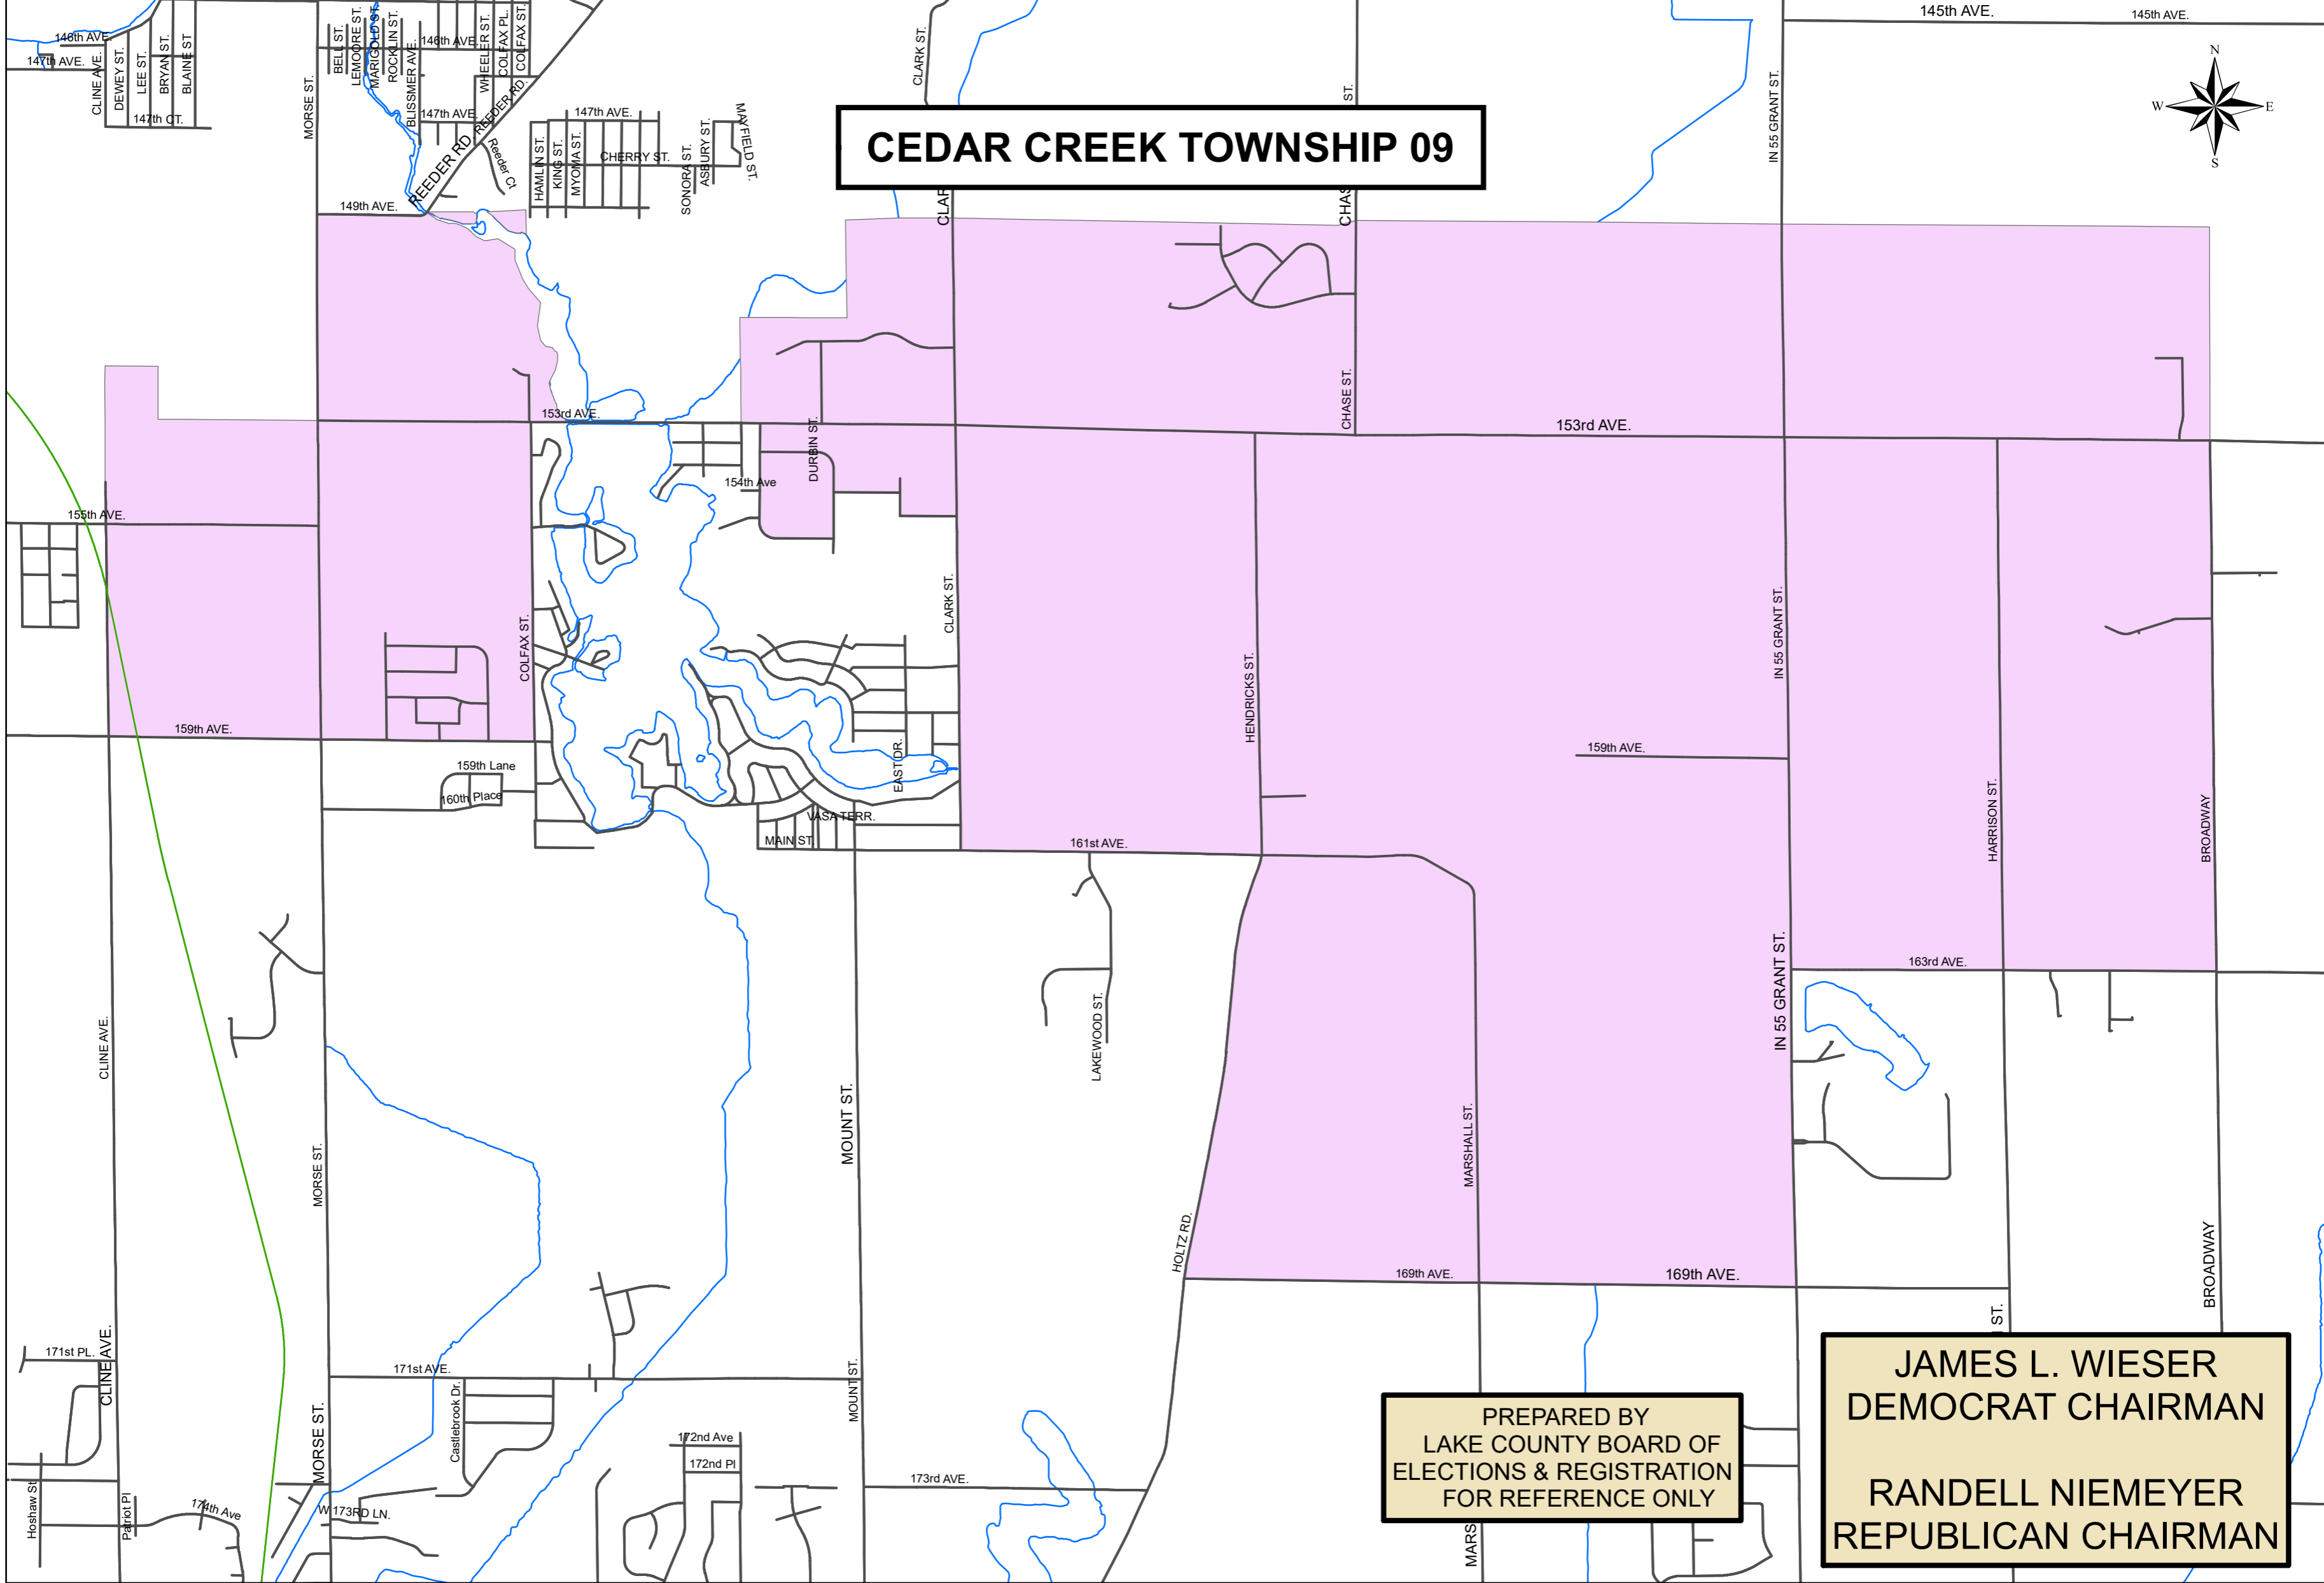 145th AVE.
145th AVE.
146th AVE.
147th AVE.
CLINE AVE.
DEWEY ST.
LEE ST.
BRYAN ST.
BLAINE ST
147th CT.
MORSE ST.
BELL ST.
LEMOORE ST.
MARIGOLD ST.
ROCKLIN ST.
BLISSMER AVE.
146th AVE.
WHEELER ST.
COLFAX PL.
COLFAX ST.
147th AVE.
REEDER RD.
REEDER RD.
Reeder Ct
149th AVE.
HAMLIN ST.
KING ST.
MYOMA ST.
147th AVE.
CHERRY ST.
SONORA ST.
ASBURY ST.
MAYFIELD ST.
CLARK ST.
ST.
IN 55 GRANT ST.
N
W
E
S
CEDAR CREEK TOWNSHIP 09
CLAR
CHAS
CHASE ST.
153rd AVE.
153rd AVE.
DURBIN ST.
154th Ave
155th AVE.
COLFAX ST.
CLARK ST.
HENDRICKS ST.
IN 55 GRANT ST.
159th AVE.
159th AVE.
159th Lane
160th Place
EAST DR.
VASA TERR.
MAIN ST.
161st AVE.
HARRISON ST.
BROADWAY
163rd AVE.
IN 55 GRANT ST.
CLINE AVE.
LAKEWOOD ST.
MOUNT ST.
MORSE ST.
MARSHALL ST.
HOLTZ RD.
169th AVE.
169th AVE.
BROADWAY
ST.
171st PL.
CLINE AVE.
171st AVE.
MORSE ST.
Castlebrook Dr.
MOUNT ST.
172nd Ave
172nd Pl
173rd AVE.
Hoshaw St
Patriot Pl
174th Ave
W 173RD LN.
MARS
PREPARED BY
LAKE COUNTY BOARD OF
ELECTIONS & REGISTRATION
FOR REFERENCE ONLY
JAMES L. WIESER
DEMOCRAT CHAIRMAN
RANDELL NIEMEYER
REPUBLICAN CHAIRMAN